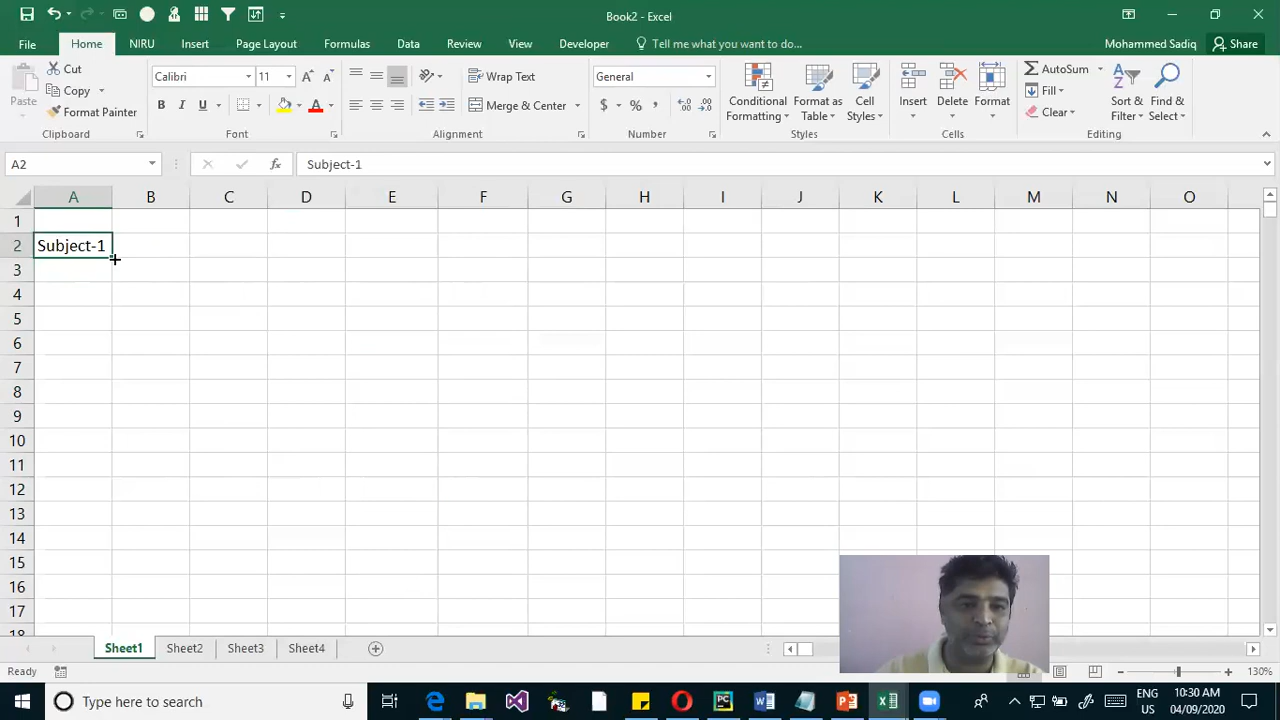 Book2 - Excel
File Home NIRU Insert Page Layout Formulas Data Review View Developer Tell me what you want to do... Mohammed Sadiq Share
Paste
Cut
Copy
Format Painter
Clipboard
Calibri 11
B I U
Font
Wrap Text
Merge & Center
Alignment
General
$ % ,
Number
Conditional Formatting
Format as Table
Cell Styles
Styles
Insert
Delete
Format
Cells
AutoSum
Fill
Clear
Sort & Filter
Find & Select
Editing
A2 fx Subject-1
A B C D E F G H I J K L M N O
1
2 Subject-1
3
4
5
6
7
8
9
10
11
12
13
14
15
16
17
18
Sheet1 Sheet2 Sheet3 Sheet4
Ready 130%
Type here to search
ENG
US
10:30 AM
04/09/2020